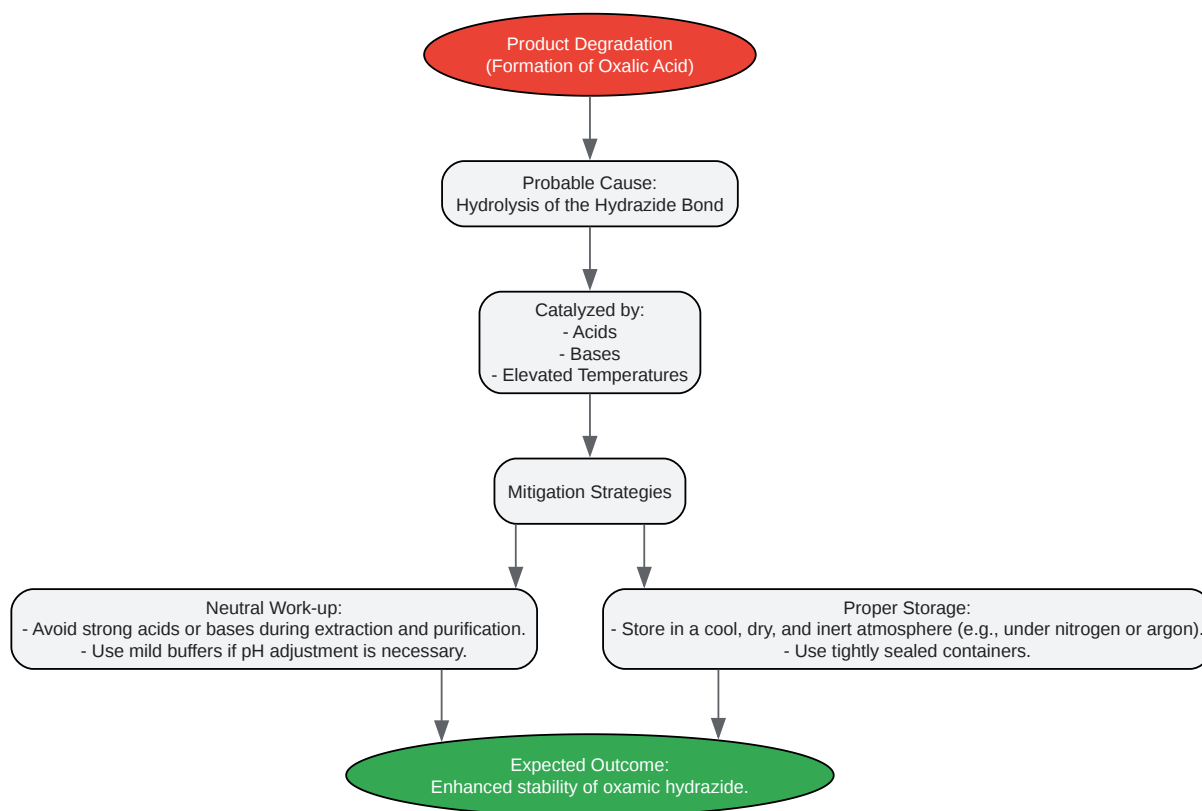 Product Degradation
(Formation of Oxalic Acid)
Probable Cause:
Hydrolysis of the Hydrazide Bond
Catalyzed by:
- Acids
- Bases
- Elevated Temperatures
Mitigation Strategies
Neutral Work-up:
- Avoid strong acids or bases during extraction and purification.
- Use mild buffers if pH adjustment is necessary.
Proper Storage:
- Store in a cool, dry, and inert atmosphere (e.g., under nitrogen or argon).
- Use tightly sealed containers.
Expected Outcome:
Enhanced stability of oxamic hydrazide.